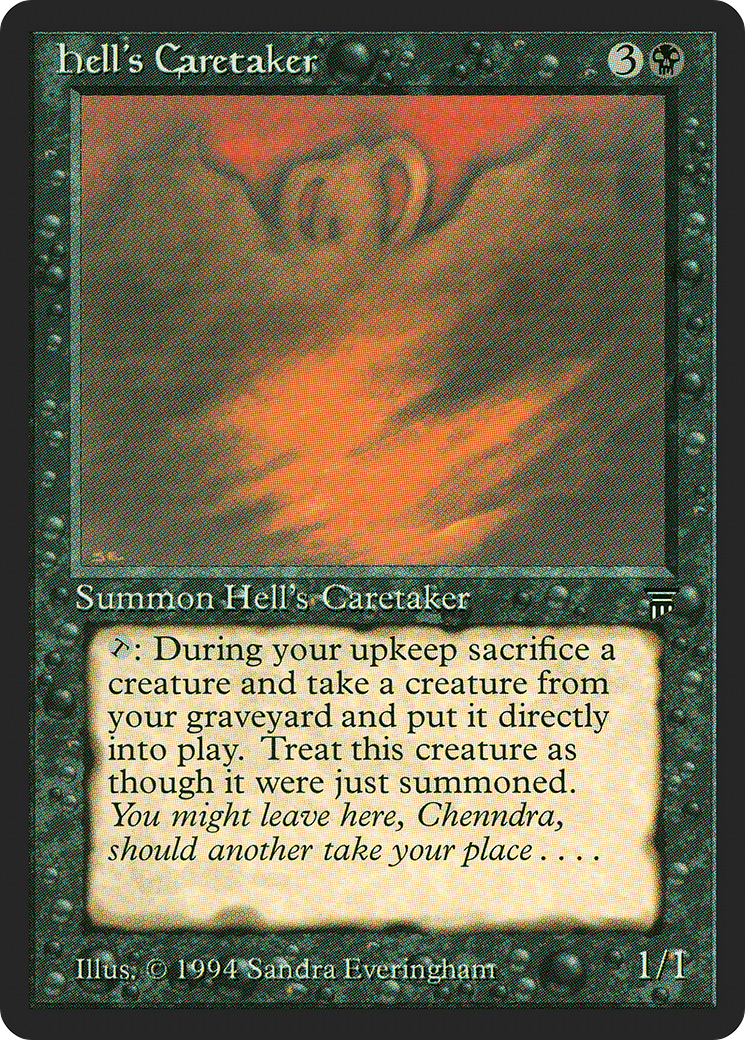 Hell's Caretaker 3
Summon Hell's Caretaker
T: During your upkeep sacrifice a
creature and take a creature from
your graveyard and put it directly
into play. Treat this creature as
though it were just summoned.
You might leave here, Chenndra,
should another take your place . . . .
Illus. © 1994 Sandra Everingham 1/1